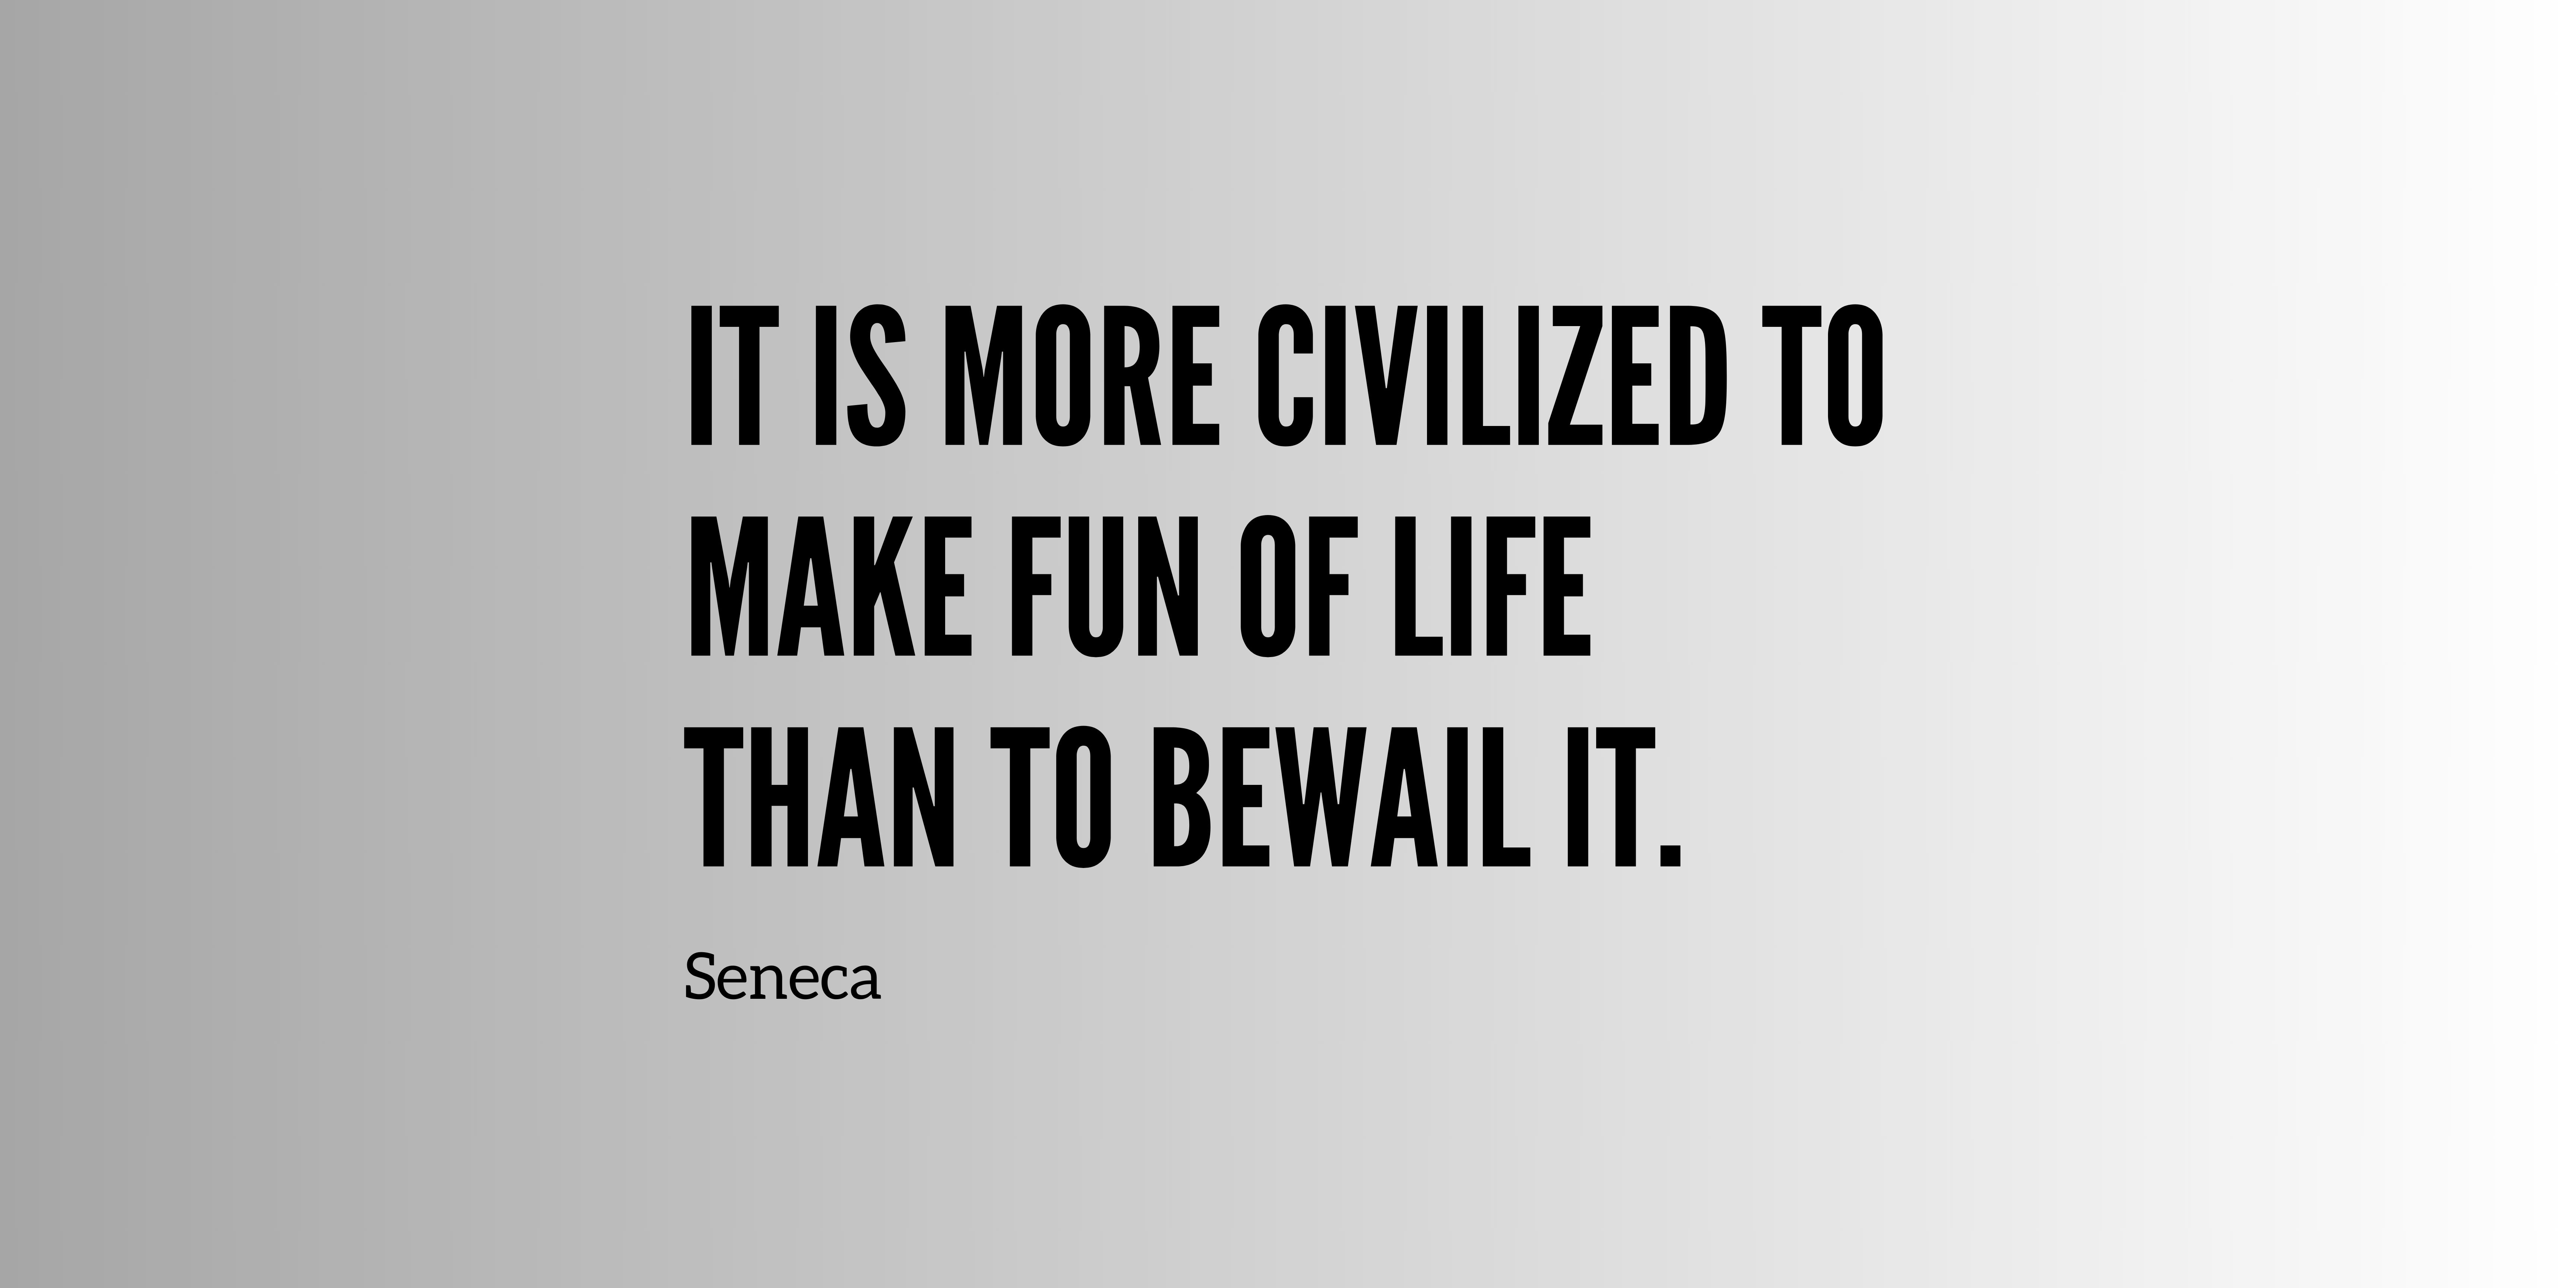 IT IS MORE CIVILIZED TO
MAKE FUN OF LIFE
THAN TO BEWAIL IT.
Seneca